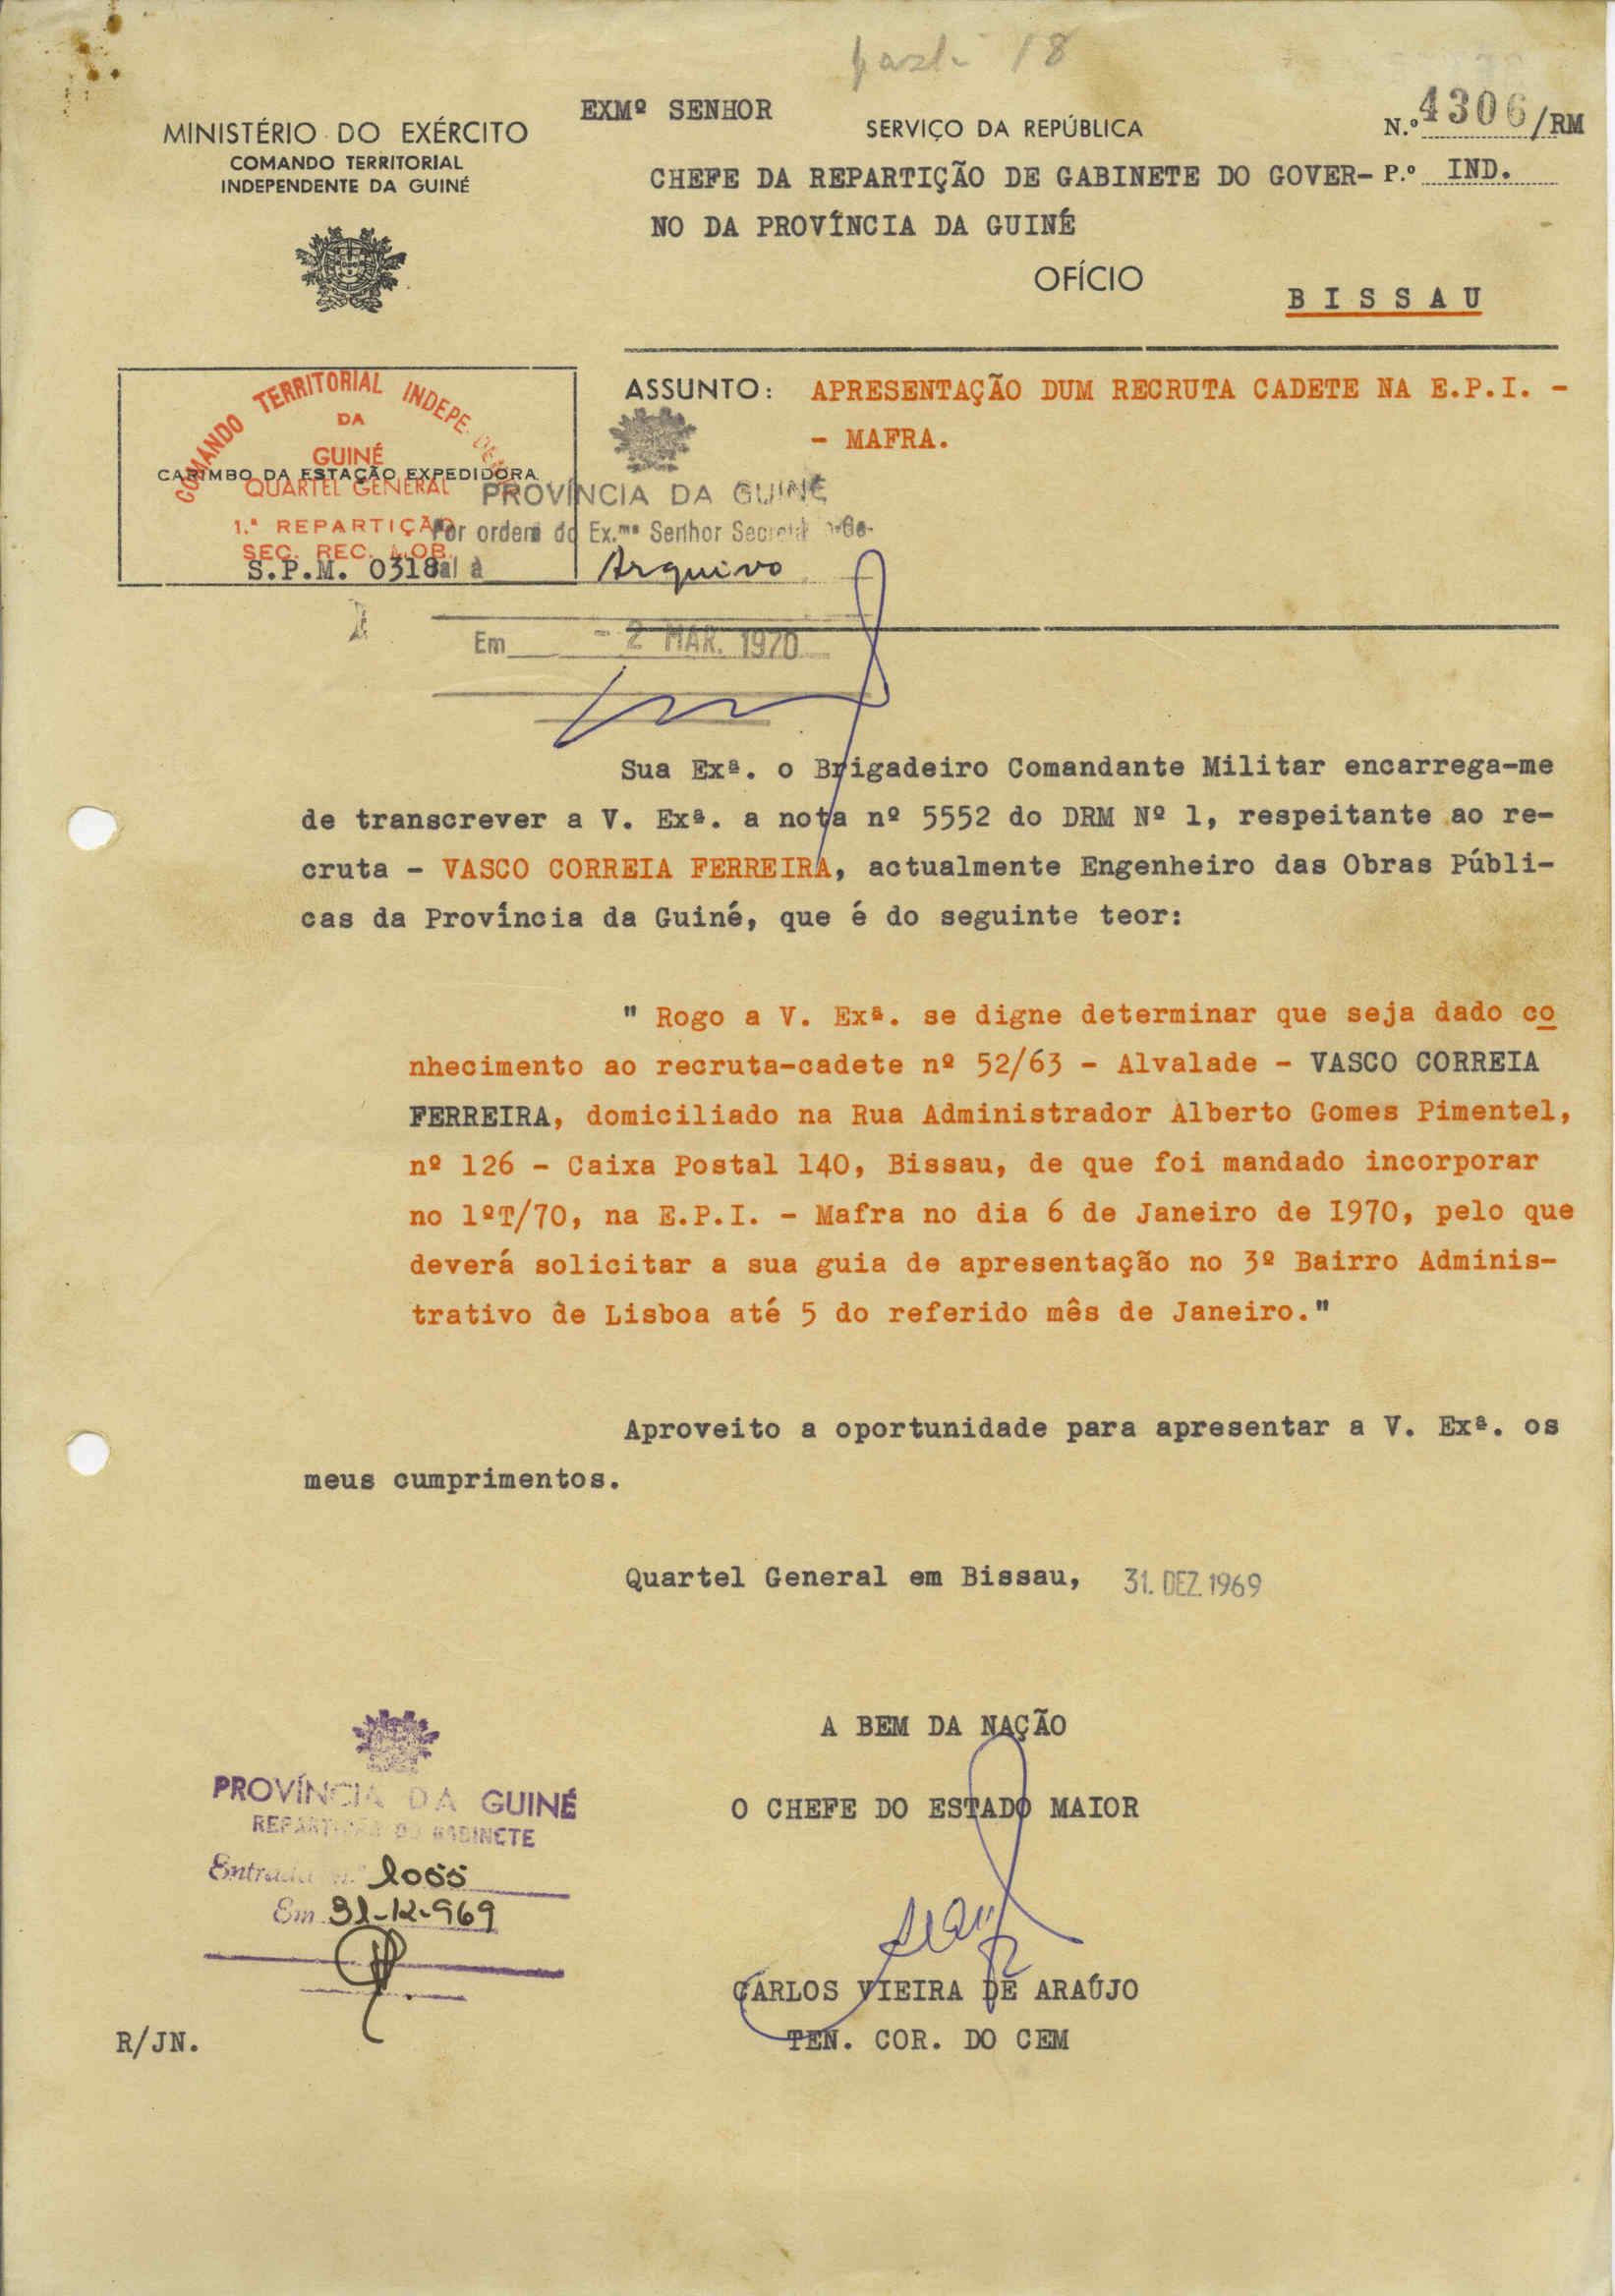 18
MINISTÉRIO DO EXÉRCITO
COMANDO TERRITORIAL
INDEPENDENTE DA GUINÉ
EXMº SENHOR
SERVIÇO DA REPÚBLICA
N.º 4306/RM
CHEFE DA REPARTIÇÃO DE GABINETE DO GOVER-
P.º IND.
NO DA PROVÍNCIA DA GUINÉ
OFÍCIO
B I S S A U
COMANDO TERRITORIAL INDEPENDENTE
DA
GUINÉ
CARIMBO DA ESTAÇÃO EXPEDIDORA
QUARTEL GENERAL
1.ª REPARTIÇÃO
SEC. REC. MOB.
S.P.M. 0318
ASSUNTO: APRESENTAÇÃO DUM RECRUTA CADETE NA E.P.I. -
- MAFRA.
PROVÍNCIA DA GUINÉ
Por ordem do Ex.mo Senhor
al à Arquivo
Em - 2 MAR. 1970
Sua Exª. o Brigadeiro Comandante Militar encarrega-me
de transcrever a V. Exª. a nota nº 5552 do DRM Nº 1, respeitante ao re-
cruta - VASCO CORREIA FERREIRA, actualmente Engenheiro das Obras Públi-
cas da Província da Guiné, que é do seguinte teor:
" Rogo a V. Exª. se digne determinar que seja dado co
nhecimento ao recruta-cadete nº 52/63 - Alvalade - VASCO CORREIA
FERREIRA, domiciliado na Rua Administrador Alberto Gomes Pimentel,
nº 126 - Caixa Postal 140, Bissau, de que foi mandado incorporar
no 1ºT/70, na E.P.I. - Mafra no dia 6 de Janeiro de 1970, pelo que
deverá solicitar a sua guia de apresentação no 3º Bairro Adminis-
trativo de Lisboa até 5 do referido mês de Janeiro."
Aproveito a oportunidade para apresentar a V. Exª. os
meus cumprimentos.
Quartel General em Bissau, 31. DEZ. 1969
A BEM DA NAÇÃO
O CHEFE DO ESTADO MAIOR
CARLOS VIEIRA DE ARAÚJO
TEN. COR. DO CEM
PROVÍNCIA DA GUINÉ
REPARTIÇÃO DO GABINETE
Entrada n.º 1055
Em 31-12-969
R/JN.